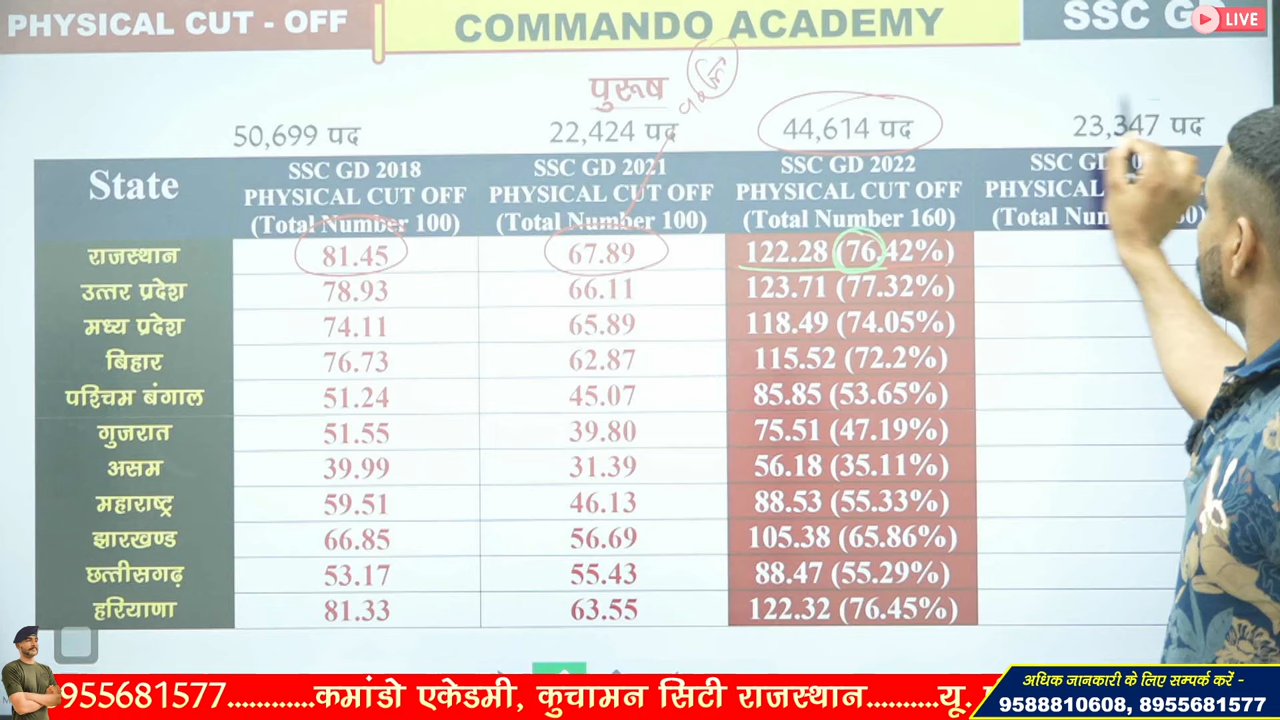 PHYSICAL CUT - OFF
COMMANDO ACADEMY
SSC G
LIVE
पुरूष
50,699 पद
22,424 पद
44,614 पद
23,347 पद
State
SSC GD 2018
PHYSICAL CUT OFF
(Total Number 100)
SSC GD 2021
PHYSICAL CUT OFF
(Total Number 100)
SSC GD 2022
PHYSICAL CUT OFF
(Total Number 160)
SSC G
PHYSICAL
(Total
राजस्थान 81.45 67.89 122.28 (76.42%)
उत्तर प्रदेश 78.93 66.11 123.71 (77.32%)
मध्य प्रदेश 74.11 65.89 118.49 (74.05%)
बिहार 76.73 62.87 115.52 (72.2%)
पश्चिम बंगाल 51.24 45.07 85.85 (53.65%)
गुजरात 51.55 39.80 75.51 (47.19%)
असम 39.99 31.39 56.18 (35.11%)
महाराष्ट्र 59.51 46.13 88.53 (55.33%)
झारखण्ड 66.85 56.69 105.38 (65.86%)
छत्तीसगढ़ 53.17 55.43 88.47 (55.29%)
हरियाणा 81.33 63.55 122.32 (76.45%)
955681577............कमांडो एकेडमी, कुचामन सिटी राजस्थान..........यू.
अधिक जानकारी के लिए सम्पर्क करें -
9588810608, 8955681577